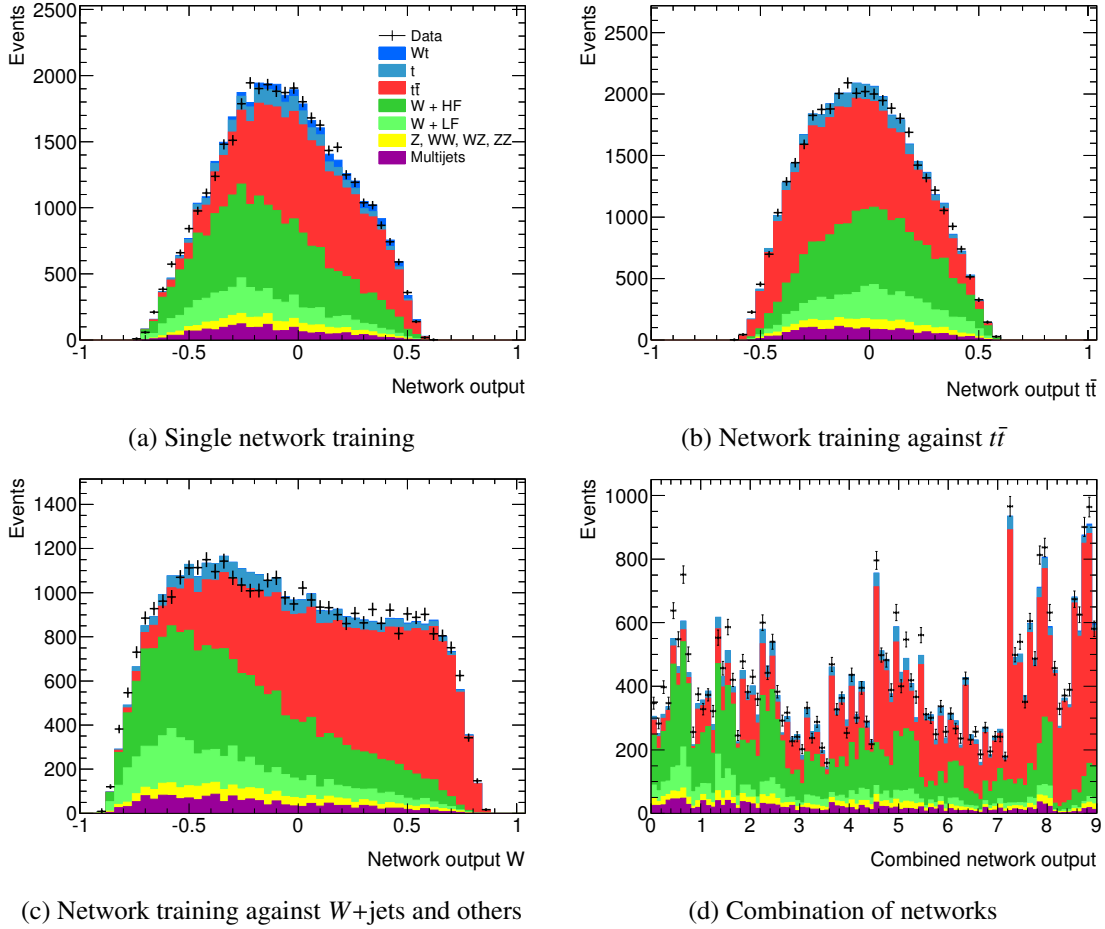 Events
2500
2000
1500
1000
500
0
-1
-0.5
0
0.5
1
Network output
Data
Wt
t
tt̄
W + HF
W + LF
Z, WW, WZ, ZZ
Multijets
(a) Single network training
Events
2500
2000
1500
1000
500
0
-1
-0.5
0
0.5
1
Network output tt̄
(b) Network training against tt̄
Events
1400
1200
1000
800
600
400
200
0
-1
-0.5
0
0.5
1
Network output W
(c) Network training against W+jets and others
Events
1000
800
600
400
200
0
0 1 2 3 4 5 6 7 8 9
Combined network output
(d) Combination of networks